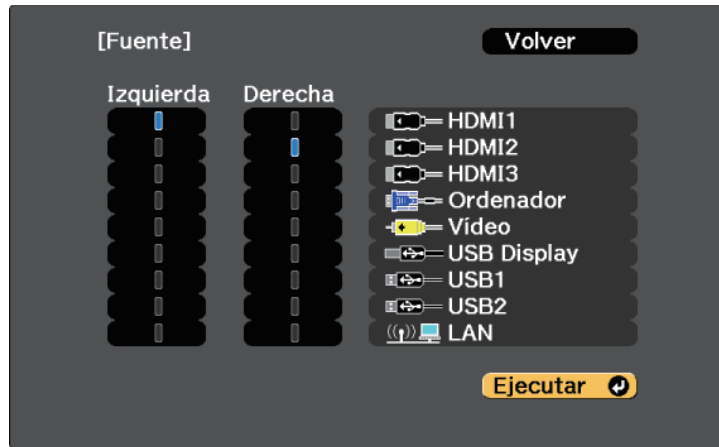 [Fuente]
Volver
Izquierda Derecha
HDMI1
HDMI2
HDMI3
Ordenador
Vídeo
USB Display
USB1
USB2
LAN
Ejecutar